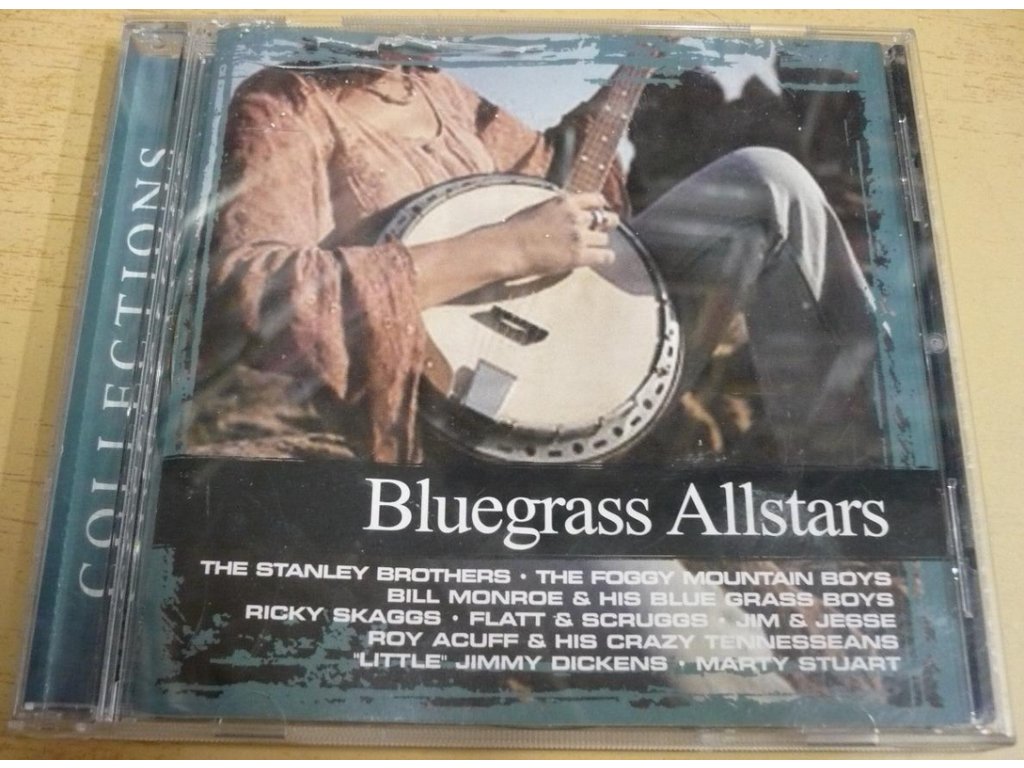 COLLECTIONS
Bluegrass Allstars
THE STANLEY BROTHERS • THE FOGGY MOUNTAIN BOYS
BILL MONROE & HIS BLUE GRASS BOYS
RICKY SKAGGS • FLATT & SCRUGGS • JIM & JESSE
ROY ACUFF & HIS CRAZY TENNESSEANS
"LITTLE" JIMMY DICKENS • MARTY STUART